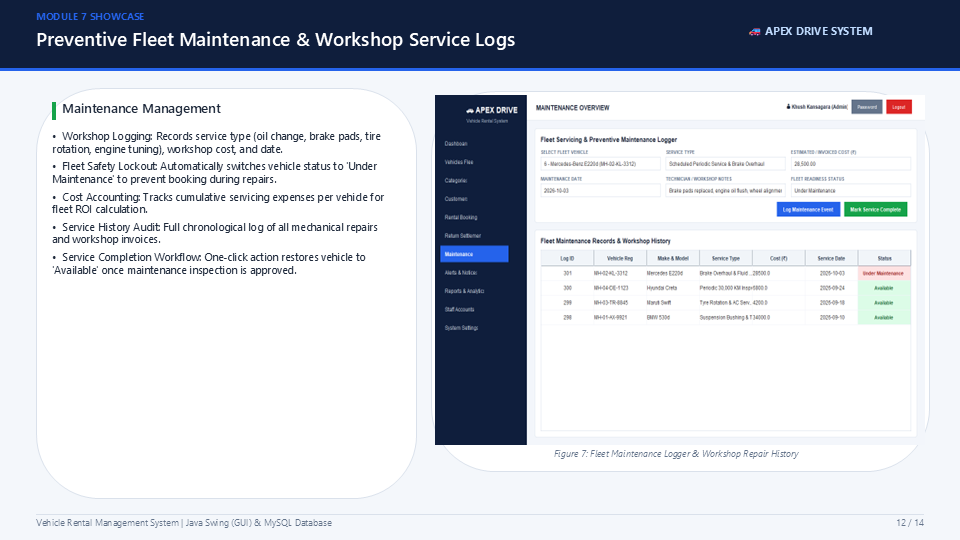 MODULE 7 SHOWCASE
Preventive Fleet Maintenance & Workshop Service Logs
APEX DRIVE SYSTEM
Maintenance Management
• Workshop Logging: Records service type (oil change, brake pads, tire
rotation, engine tuning), workshop cost, and date.
• Fleet Safety Lockout: Automatically switches vehicle status to 'Under
Maintenance' to prevent booking during repairs.
• Cost Accounting: Tracks cumulative servicing expenses per vehicle for
fleet ROI calculation.
• Service History Audit: Full chronological log of all mechanical repairs
and workshop invoices.
• Service Completion Workflow: One-click action restores vehicle to
'Available' once maintenance inspection is approved.
APEX DRIVE
Vehicle Rental System
Dashboard
Vehicles Flee
Categories
Customers
Rental Booking
Return Settlemer
Maintenance
Alerts & Notices
Reports & Analytic
Staff Accounts
System Settings
MAINTENANCE OVERVIEW
Khush Kansagara (Admin)
Password
Logout
Fleet Servicing & Preventive Maintenance Logger
SELECT FLEET VEHICLE SERVICE TYPE ESTIMATED / INVOICED COST (₹)
9 - Mercedes-Benz E220d (MH-02-KL-3312) Scheduled Periodic Service & Brake Overhaul 28,500.00
MAINTENANCE DATE TECHNICIAN / WORKSHOP NOTES FLEET READINESS STATUS
2026-10-03 Brake pads replaced, engine oil flush, wheel alignmen Under Maintenance
Log Maintenance Event Mark Service Complete
Fleet Maintenance Records & Workshop History
Log ID Vehicle Reg Make & Model Service Type Cost (₹) Service Date Status
301 MH-02-KL-3312 Mercedes E220d Brake Overhaul & Fluid ... 28500.0 2026-10-03 Under Maintenance
300 MH-04-DE-1123 Hyundai Creta Periodic 30,000 KM Insp 6800.0 2026-09-24 Available
299 MH-03-TR-8845 Maruti Swift Tyre Rotation & AC Serv.. 4200.0 2026-09-18 Available
298 MH-01-AX-9921 BMW 530d Suspension Bushing & T 34000.0 2026-09-10 Available
Figure 7: Fleet Maintenance Logger & Workshop Repair History
Vehicle Rental Management System | Java Swing (GUI) & MySQL Database
12 / 14